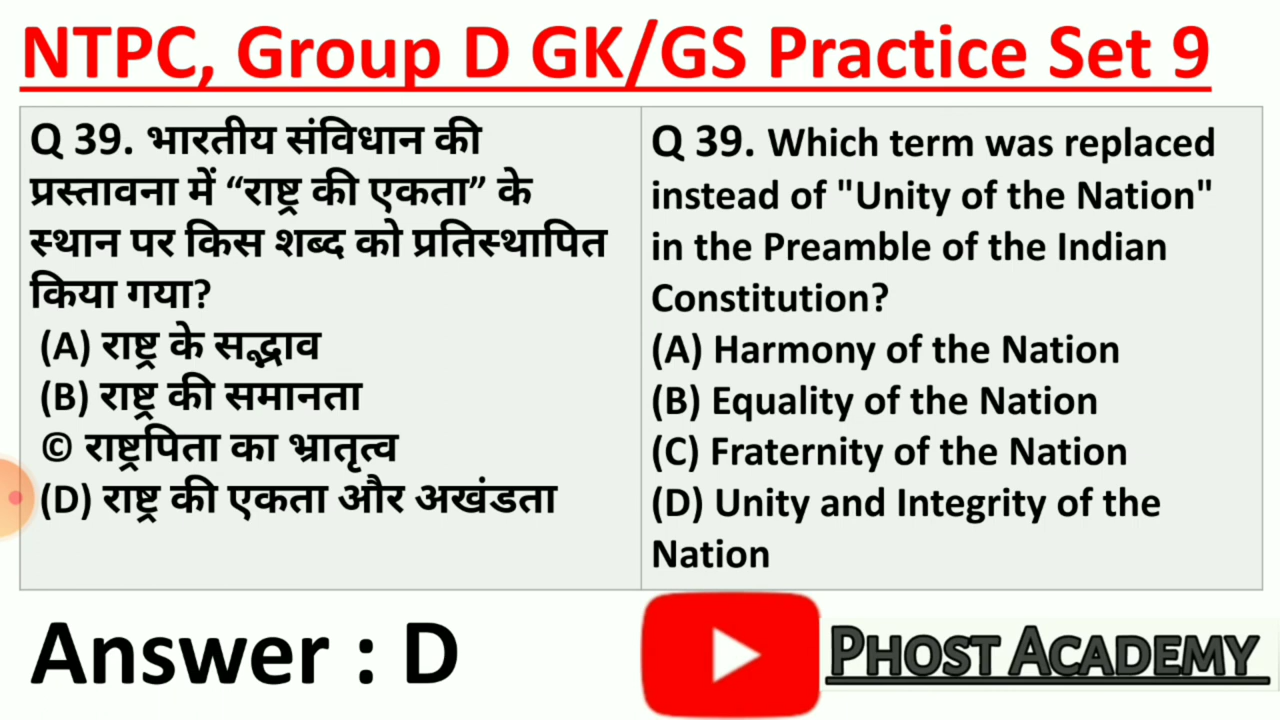 NTPC, Group D GK/GS Practice Set 9
Q 39. भारतीय संविधान की
प्रस्तावना में “राष्ट्र की एकता” के
स्थान पर किस शब्द को प्रतिस्थापित
किया गया?
(A) राष्ट्र के सद्भाव
(B) राष्ट्र की समानता
© राष्ट्रपिता का भ्रातृत्व
(D) राष्ट्र की एकता और अखंडता
Q 39. Which term was replaced
instead of "Unity of the Nation"
in the Preamble of the Indian
Constitution?
(A) Harmony of the Nation
(B) Equality of the Nation
(C) Fraternity of the Nation
(D) Unity and Integrity of the
Nation
Answer : D
PHOST ACADEMY